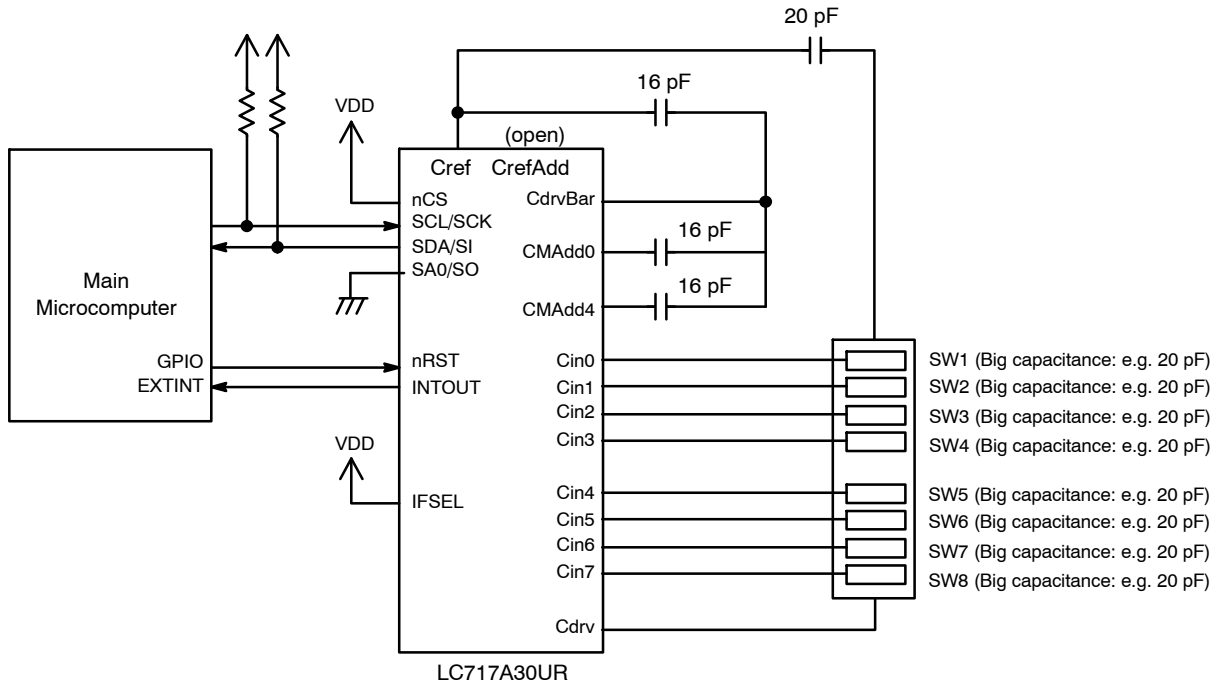 20 pF
16 pF
VDD
(open)
Cref CrefAdd
nCS
CdrvBar
SCL/SCK
16 pF
SDA/SI
CMAdd0
SA0/SO
Main
Microcomputer
16 pF
CMAdd4
GPIO
nRST
Cin0
SW1 (Big capacitance: e.g. 20 pF)
EXTINT
INTOUT
Cin1
SW2 (Big capacitance: e.g. 20 pF)
Cin2
SW3 (Big capacitance: e.g. 20 pF)
VDD
Cin3
SW4 (Big capacitance: e.g. 20 pF)
IFSEL
Cin4
SW5 (Big capacitance: e.g. 20 pF)
Cin5
SW6 (Big capacitance: e.g. 20 pF)
Cin6
SW7 (Big capacitance: e.g. 20 pF)
Cin7
SW8 (Big capacitance: e.g. 20 pF)
Cdrv
LC717A30UR